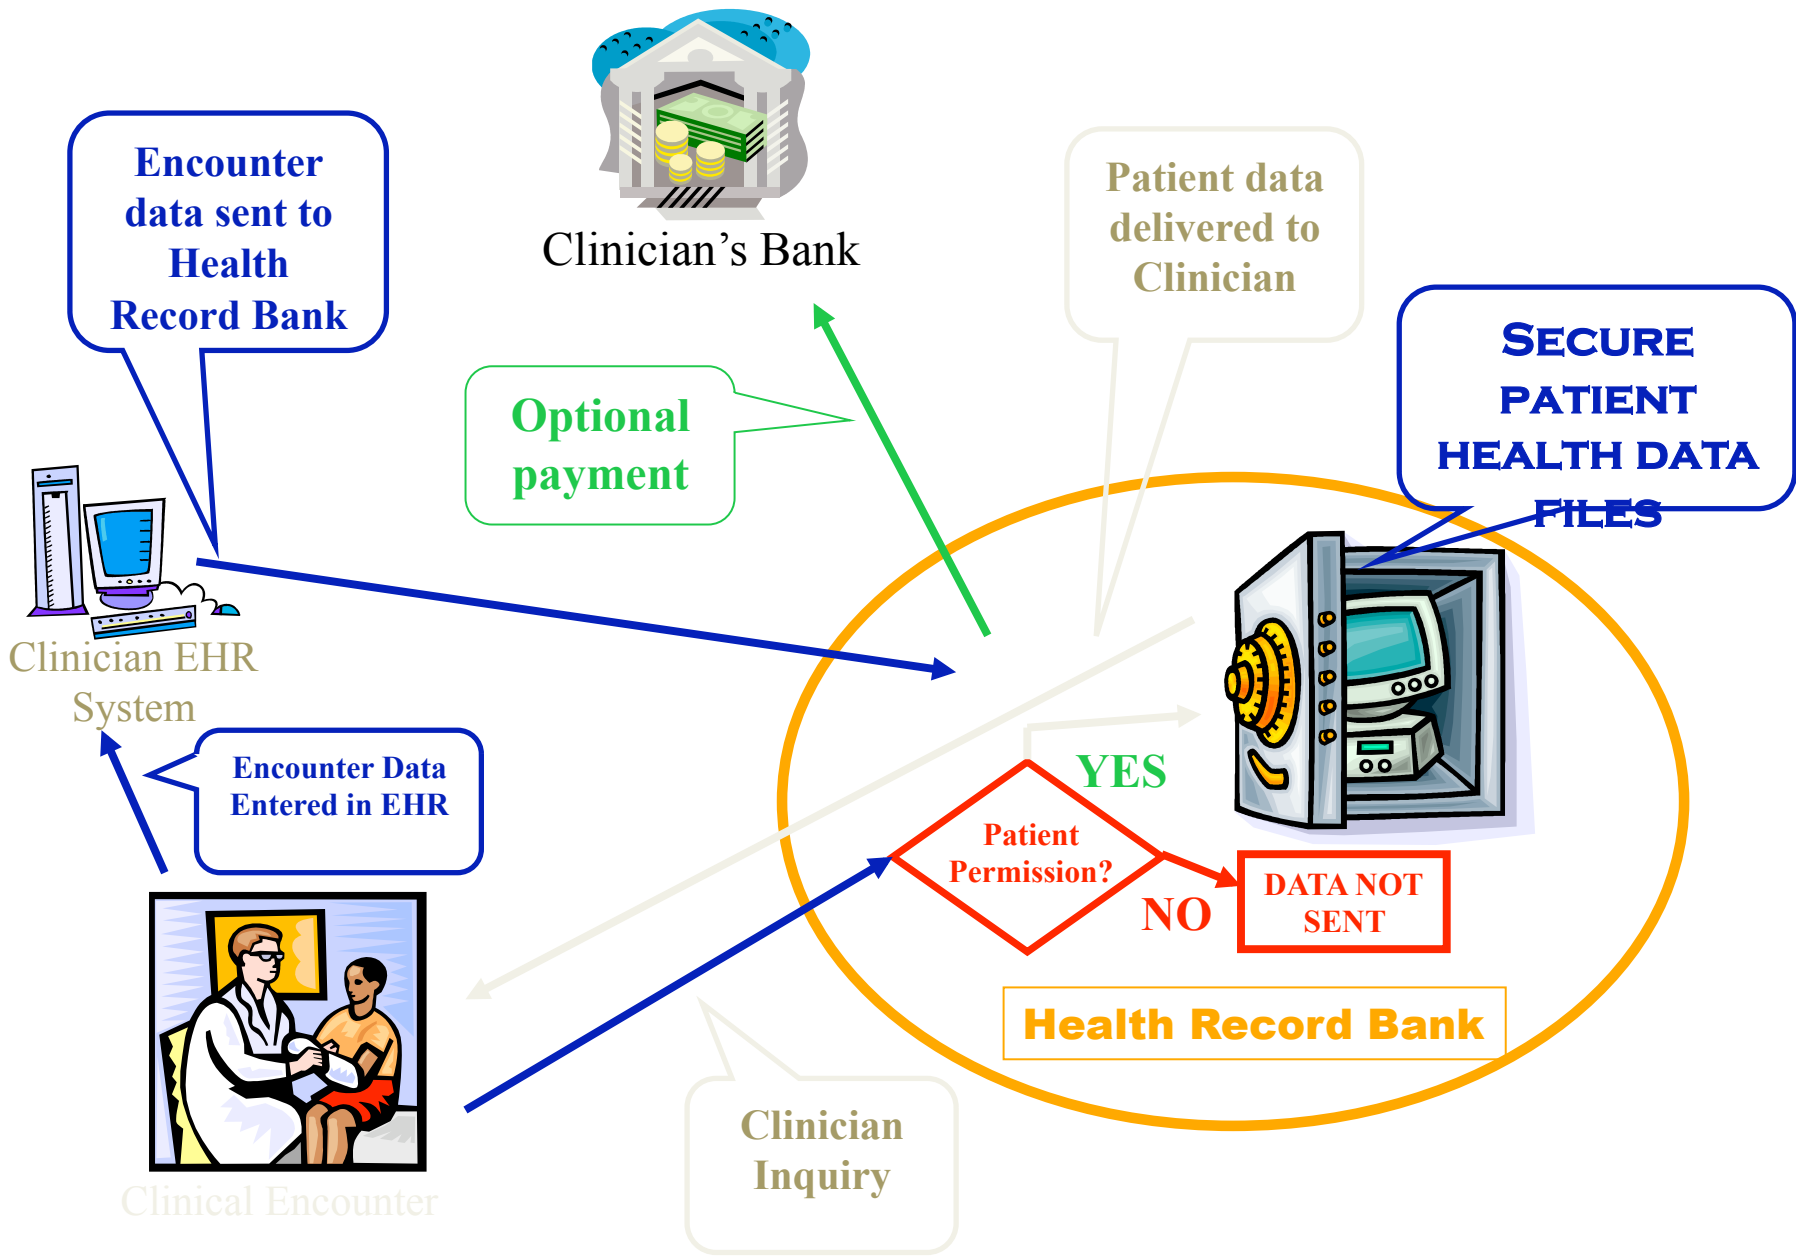 Encounter
data sent to
Health
Record Bank
Clinician’s Bank
Patient data
delivered to
Clinician
SECURE
PATIENT
HEALTH DATA
FILES
Optional
payment
Clinician EHR
System
Encounter Data
Entered in EHR
YES
Patient
Permission?
NO
DATA NOT
SENT
Health Record Bank
Clinician
Inquiry
Clinical Encounter